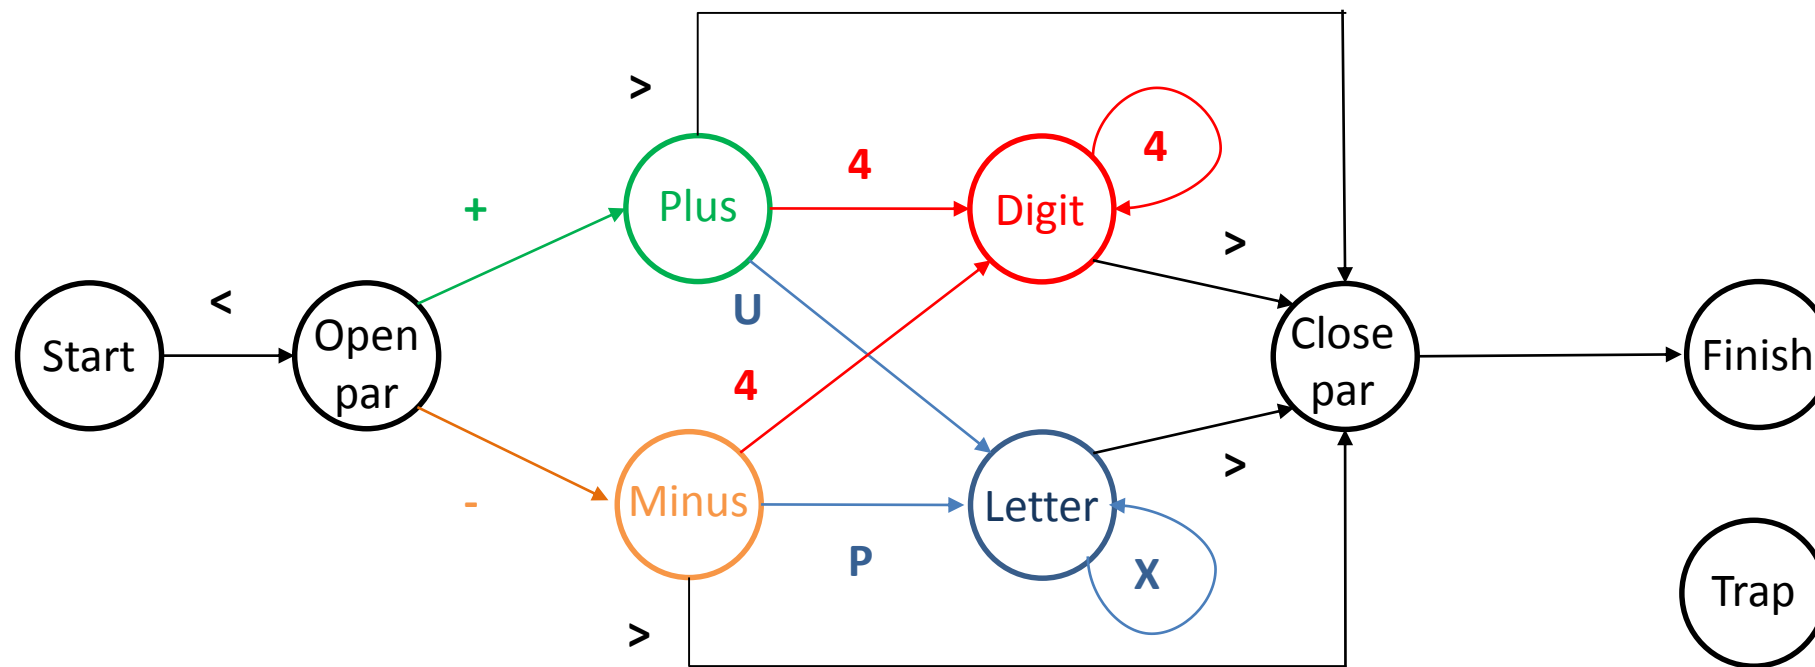 >
4
4
+
Plus
Digit
>
<
U
Start
Open
par
Close
par
Finish
4
-
Minus
Letter
>
P
X
Trap
>